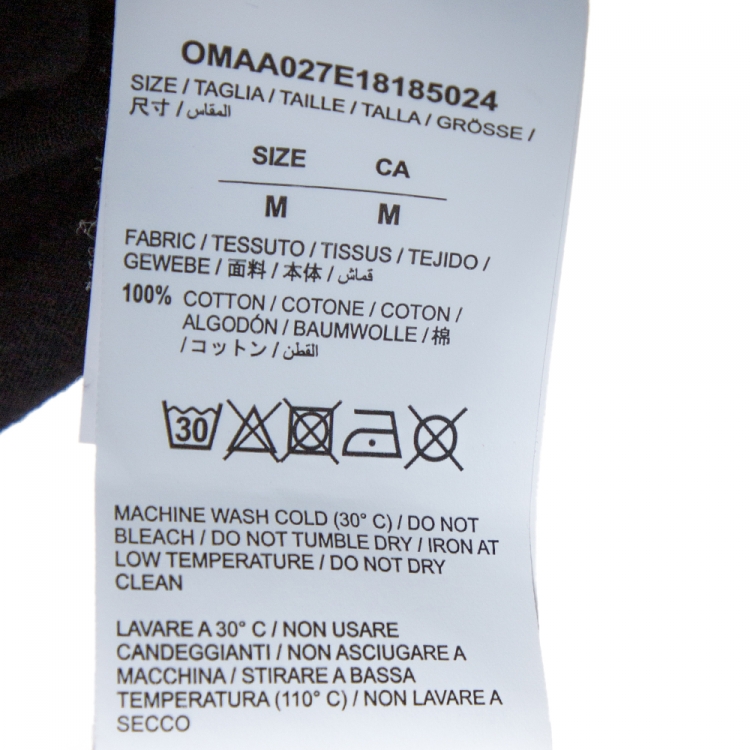 OMAA027E18185024
SIZE / TAGLIA / TAILLE / TALLA / GRÖSSE /
尺寸 / المقاس
SIZE CA
M M
FABRIC / TESSUTO / TISSUS / TEJIDO /
GEWEBE / 面料 / 本体 / قماش
100% COTTON / COTONE / COTON /
ALGODÓN / BAUMWOLLE / 棉
/ コットン / القطن
30
MACHINE WASH COLD (30° C) / DO NOT
BLEACH / DO NOT TUMBLE DRY / IRON AT
LOW TEMPERATURE / DO NOT DRY
CLEAN
LAVARE A 30° C / NON USARE
CANDEGGIANTI / NON ASCIUGARE A
MACCHINA / STIRARE A BASSA
TEMPERATURA (110° C) / NON LAVARE A
SECCO